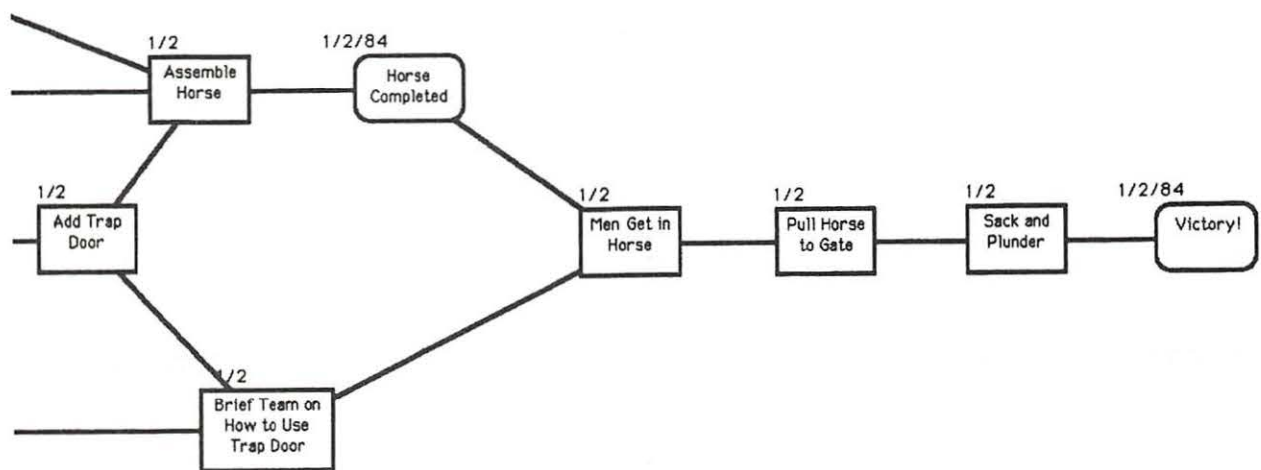 1/2
Assemble
Horse
1/2/84
Horse
Completed
1/2
Add Trap
Door
1/2
Brief Team on
How to Use
Trap Door
1/2
Men Get in
Horse
1/2
Pull Horse
to Gate
1/2
Sack and
Plunder
1/2/84
Victory!